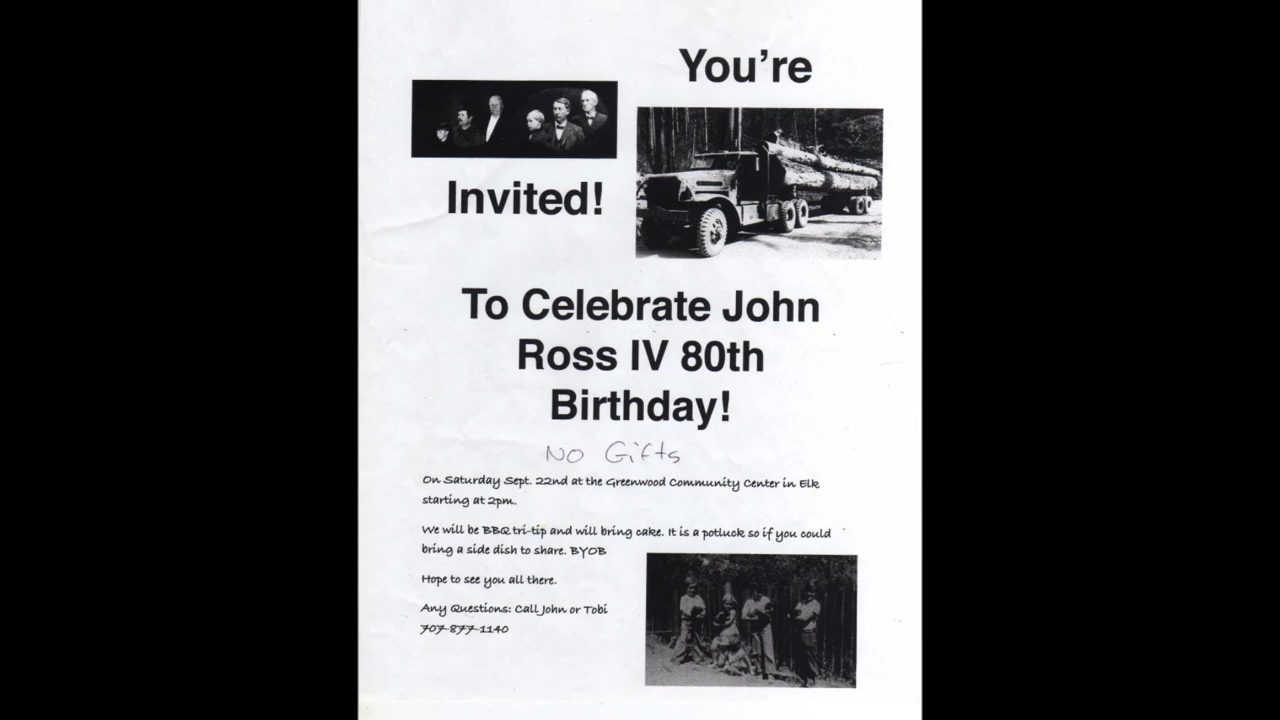 You're
Invited!
To Celebrate John
Ross IV 80th
Birthday!
No Gifts
On Saturday Sept. 22nd at the Greenwood Community Center in Elk
starting at 2pm.
We will be BBQ tri-tip and will bring cake. It is a potluck so if you could
bring a side dish to share. BYOB
Hope to see you all there.
Any Questions: Call John or Tobi
707-877-1140